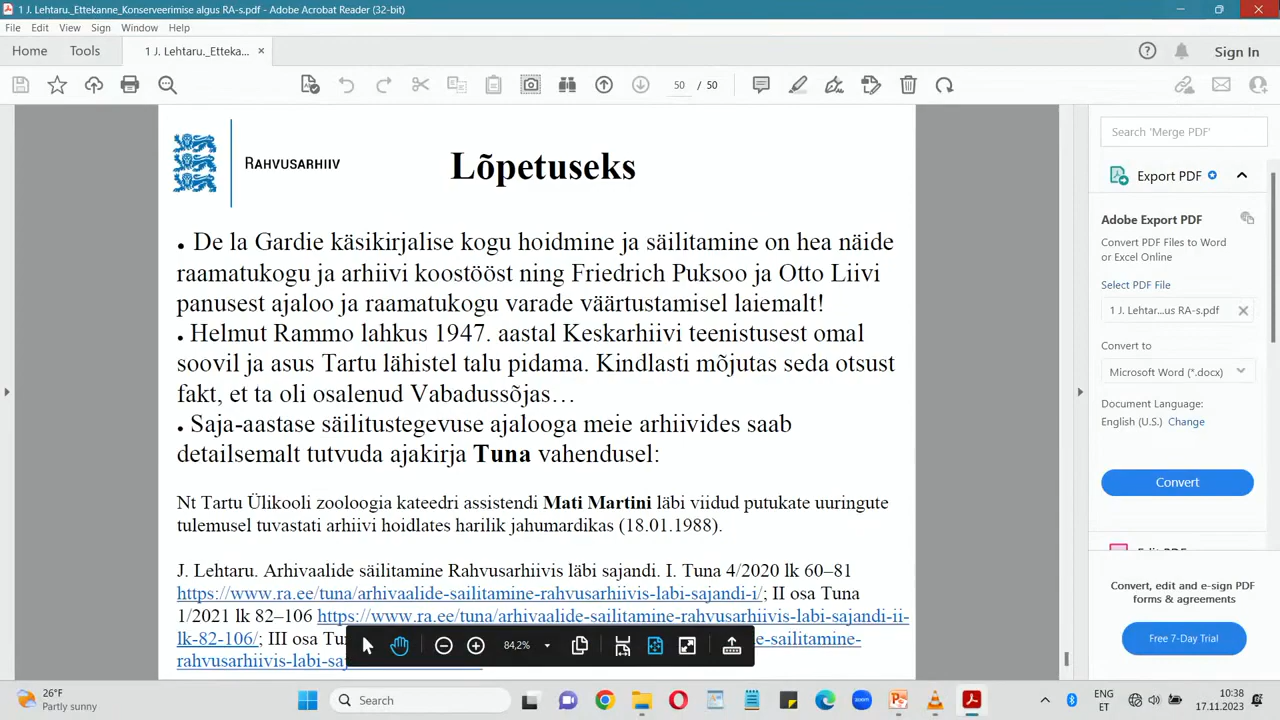 1 J. Lehtaru._Ettekanne_Konserveerimise algus RA-s.pdf - Adobe Acrobat Reader (32-bit)
File Edit View Sign Window Help
Home Tools 1 J. Lehtaru._Etteka... Sign In
50 / 50
RAHVUSARHIIV
Lõpetuseks
• De la Gardie käsikirjalise kogu hoidmine ja säilitamine on hea näide
raamatukogu ja arhiivi koostööst ning Friedrich Puksoo ja Otto Liivi
panusest ajaloo ja raamatukogu varade väärtustamisel laiemalt!
• Helmut Rammo lahkus 1947. aastal Keskarhiivi teenistusest omal
soovil ja asus Tartu lähistel talu pidama. Kindlasti mõjutas seda otsust
fakt, et ta oli osalenud Vabadussõjas…
• Saja-aastase säilitustegevuse ajalooga meie arhiivides saab
detailsemalt tutvuda ajakirja Tuna vahendusel:
Nt Tartu Ülikooli zooloogia kateedri assistendi Mati Martini läbi viidud putukate uuringute
tulemusel tuvastati arhiivi hoidlates harilik jahumardikas (18.01.1988).
J. Lehtaru. Arhivaalide säilitamine Rahvusarhiivis läbi sajandi. I. Tuna 4/2020 lk 60–81
https://www.ra.ee/tuna/arhivaalide-sailitamine-rahvusarhiivis-labi-sajandi-i/; II osa Tuna
1/2021 lk 82–106 https://www.ra.ee/tuna/arhivaalide-sailitamine-rahvusarhiivis-labi-sajandi-ii-
lk-82-106/; III osa Tu e-sailitamine-
rahvusarhiivis-labi-sa
84,2%
Search 'Merge PDF'
Export PDF
Adobe Export PDF
Convert PDF Files to Word
or Excel Online
Select PDF File
1 J. Lehtar...us RA-s.pdf
Convert to
Microsoft Word (*.docx)
Document Language:
English (U.S.) Change
Convert
Convert, edit and e-sign PDF
forms & agreements
Free 7-Day Trial
26°F
Partly sunny
Search
zoom
ENG
ET
10:38
17.11.2023